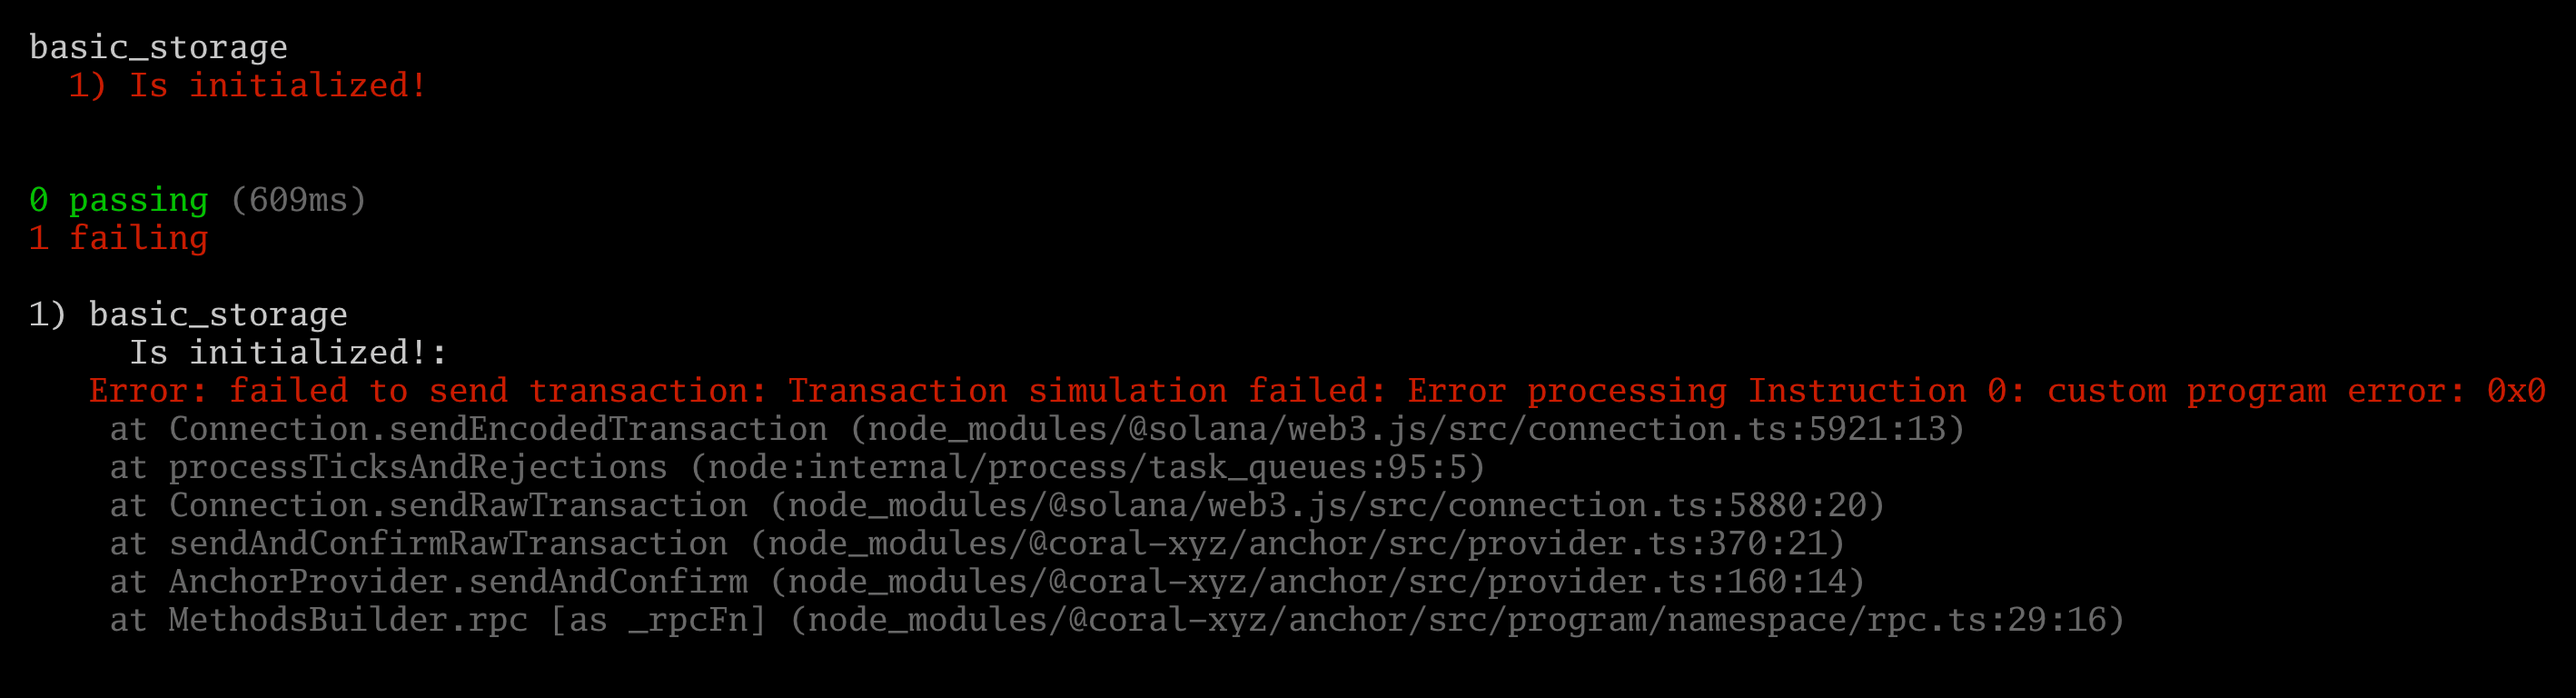 basic_storage
1) Is initialized!
0 passing (609ms)
1 failing
1) basic_storage
Is initialized!:
Error: failed to send transaction: Transaction simulation failed: Error processing Instruction 0: custom program error: 0x0
at Connection.sendEncodedTransaction (node_modules/@solana/web3.js/src/connection.ts:5921:13)
at processTicksAndRejections (node:internal/process/task_queues:95:5)
at Connection.sendRawTransaction (node_modules/@solana/web3.js/src/connection.ts:5880:20)
at sendAndConfirmRawTransaction (node_modules/@coral-xyz/anchor/src/provider.ts:370:21)
at AnchorProvider.sendAndConfirm (node_modules/@coral-xyz/anchor/src/provider.ts:160:14)
at MethodsBuilder.rpc [as _rpcFn] (node_modules/@coral-xyz/anchor/src/program/namespace/rpc.ts:29:16)